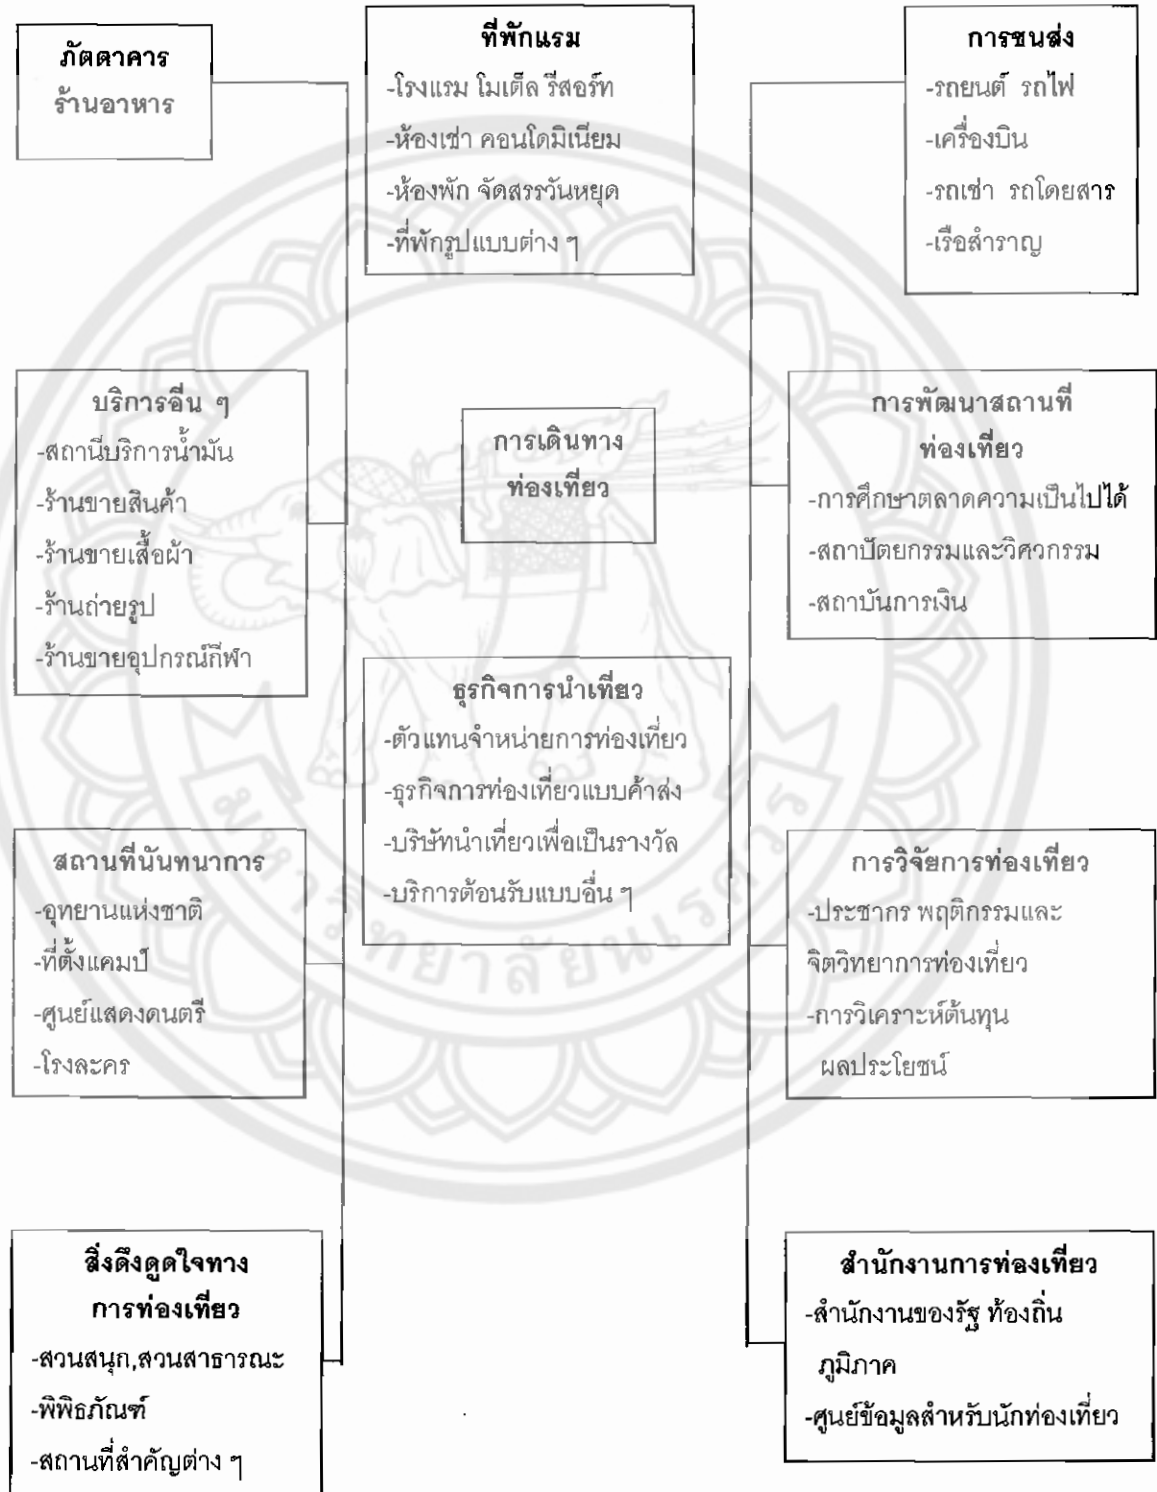 ภัตตาคาร
ร้านอาหาร
ที่พักแรม
-โรงแรม โมเต็ล รีสอร์ท
-ห้องเช่า คอนโดมิเนียม
-ห้องพัก จัดสรรวันหยุด
-ที่พักรูปแบบต่าง ๆ
การขนส่ง
-รถยนต์ รถไฟ
-เครื่องบิน
-รถเช่า รถโดยสาร
-เรือสำราญ
บริการอื่น ๆ
-สถานีบริการน้ำมัน
-ร้านขายสินค้า
-ร้านขายเสื้อผ้า
-ร้านถ่ายรูป
-ร้านขายอุปกรณ์กีฬา
การเดินทาง
ท่องเที่ยว
การพัฒนาสถานที่
ท่องเที่ยว
-การศึกษาตลาดความเป็นไปได้
-สถาปัตยกรรมและวิศวกรรม
-สถาบันการเงิน
ธุรกิจการนำเที่ยว
-ตัวแทนจำหน่ายการท่องเที่ยว
-ธุรกิจการท่องเที่ยวแบบค้าส่ง
-บริษัทนำเที่ยวเพื่อเป็นรางวัล
-บริการต้อนรับแบบอื่น ๆ
สถานที่นันทนาการ
-อุทยานแห่งชาติ
-ที่ตั้งแคมป์
-ศูนย์แสดงดนตรี
-โรงละคร
การวิจัยการท่องเที่ยว
-ประชากร พฤติกรรมและ
จิตวิทยาการท่องเที่ยว
-การวิเคราะห์ต้นทุน
ผลประโยชน์
มหาวิทยาลัยนเรศวร
สิ่งดึงดูดใจทาง
การท่องเที่ยว
-สวนสนุก,สวนสาธารณะ
-พิพิธภัณฑ์
-สถานที่สำคัญต่าง ๆ
สำนักงานการท่องเที่ยว
-สำนักงานของรัฐ ท้องถิ่น
ภูมิภาค
-ศูนย์ข้อมูลสำหรับนักท่องเที่ยว